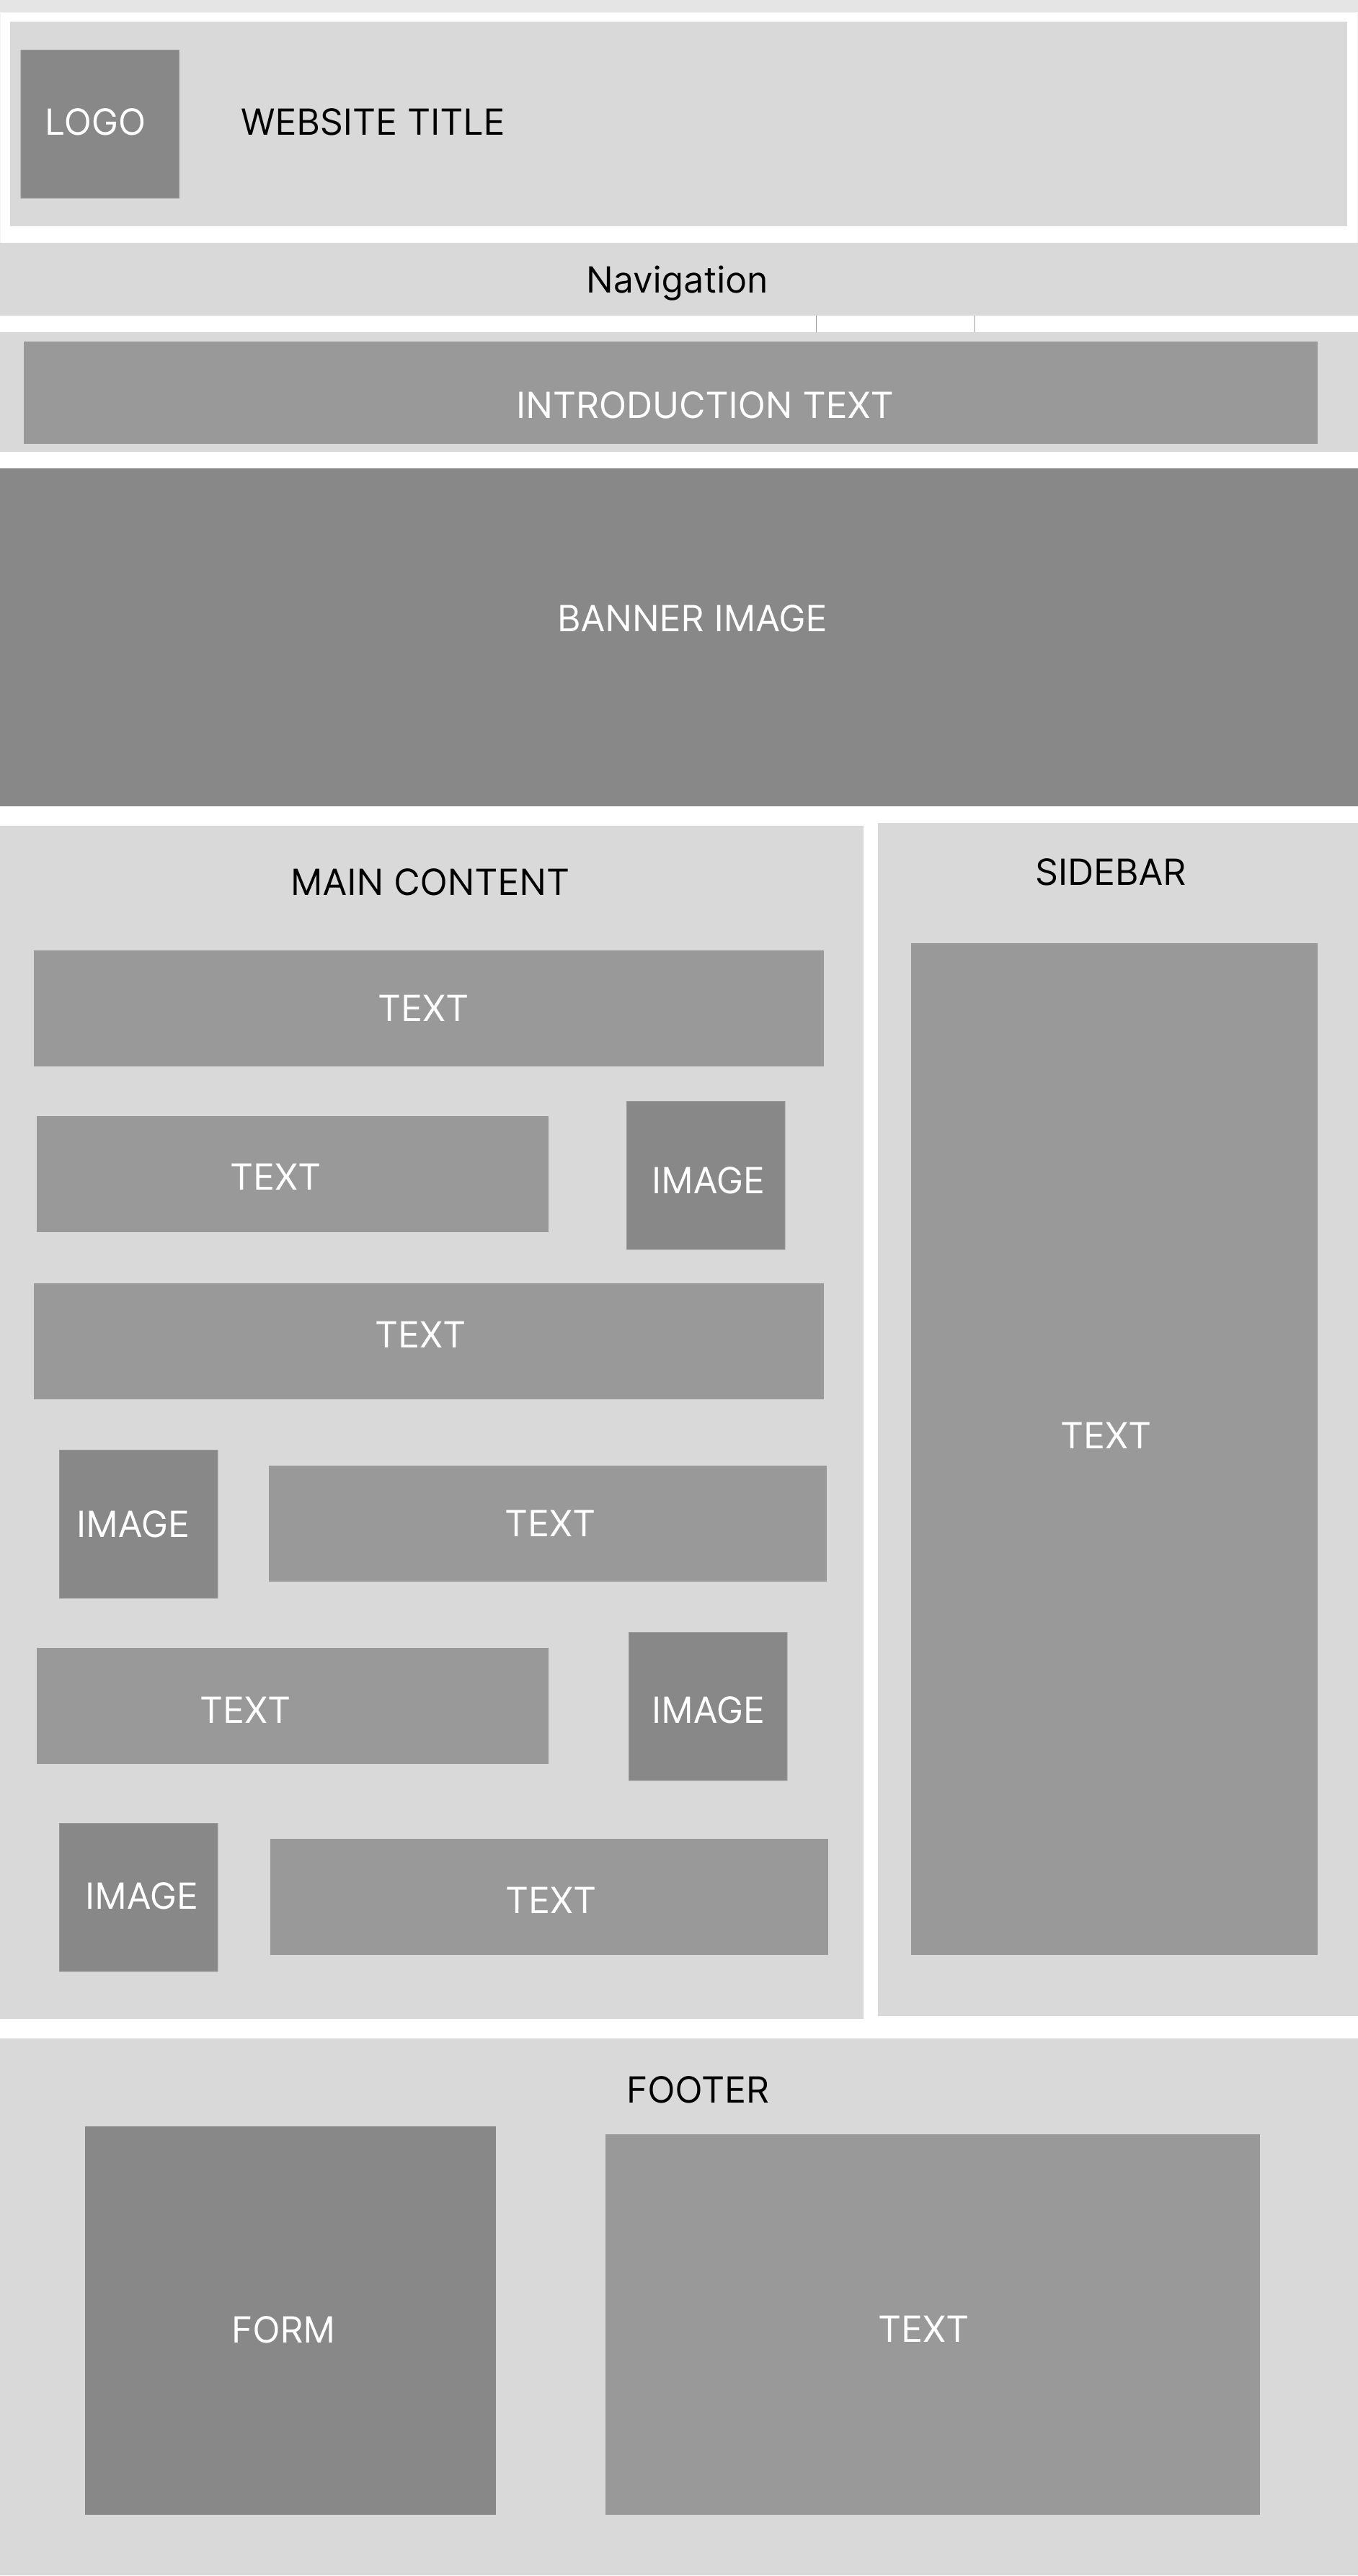 LOGO
WEBSITE TITLE
Navigation
INTRODUCTION TEXT
BANNER IMAGE
MAIN CONTENT
TEXT
TEXT
IMAGE
TEXT
IMAGE
TEXT
TEXT
IMAGE
IMAGE
TEXT
SIDEBAR
TEXT
FOOTER
FORM
TEXT